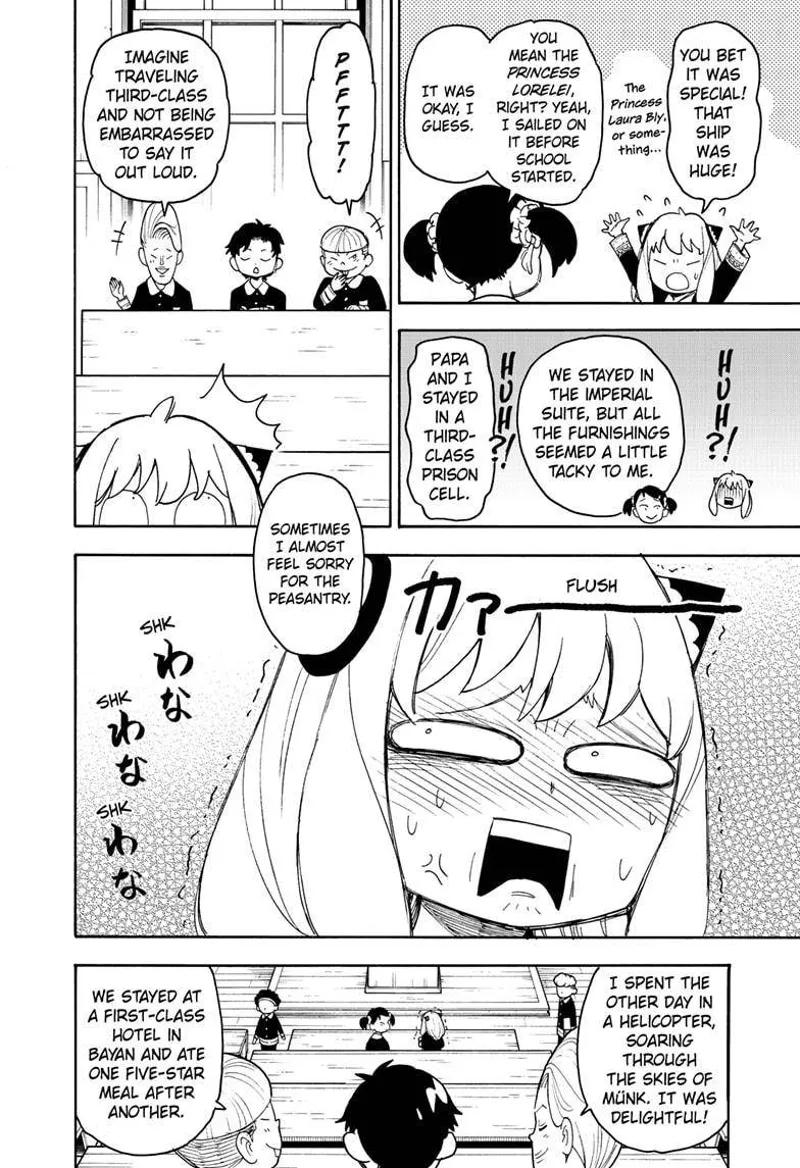 YOU BET
IT WAS
SPECIAL!
THAT
SHIP
WAS
HUGE!
The
Princess
Laura Bly,
or some-
thing...
YOU
MEAN THE
PRINCESS
LORELEI,
RIGHT? YEAH,
I SAILED ON
IT BEFORE
SCHOOL
STARTED.
IT WAS
OKAY, I
GUESS.
HUH?!
WE STAYED IN
THE IMPERIAL
SUITE, BUT ALL
THE FURNISHINGS
SEEMED A LITTLE
TACKY TO ME.
HUH?!
PAPA
AND I
STAYED
IN A
THIRD-
CLASS
PRISON
CELL.
PFFTTT!
IMAGINE
TRAVELING
THIRD-CLASS
AND NOT BEING
EMBARRASSED
TO SAY IT
OUT LOUD.
カァー
FLUSH
SOMETIMES
I ALMOST
FEEL SORRY
FOR THE
PEASANTRY.
SHK
わな
SHK
わな
SHK
わな
I SPENT THE
OTHER DAY IN
A HELICOPTER,
SOARING
THROUGH
THE SKIES OF
MÜNK. IT WAS
DELIGHTFUL!
WE STAYED AT
A FIRST-CLASS
HOTEL IN
BAYAN AND ATE
ONE FIVE-STAR
MEAL AFTER
ANOTHER.